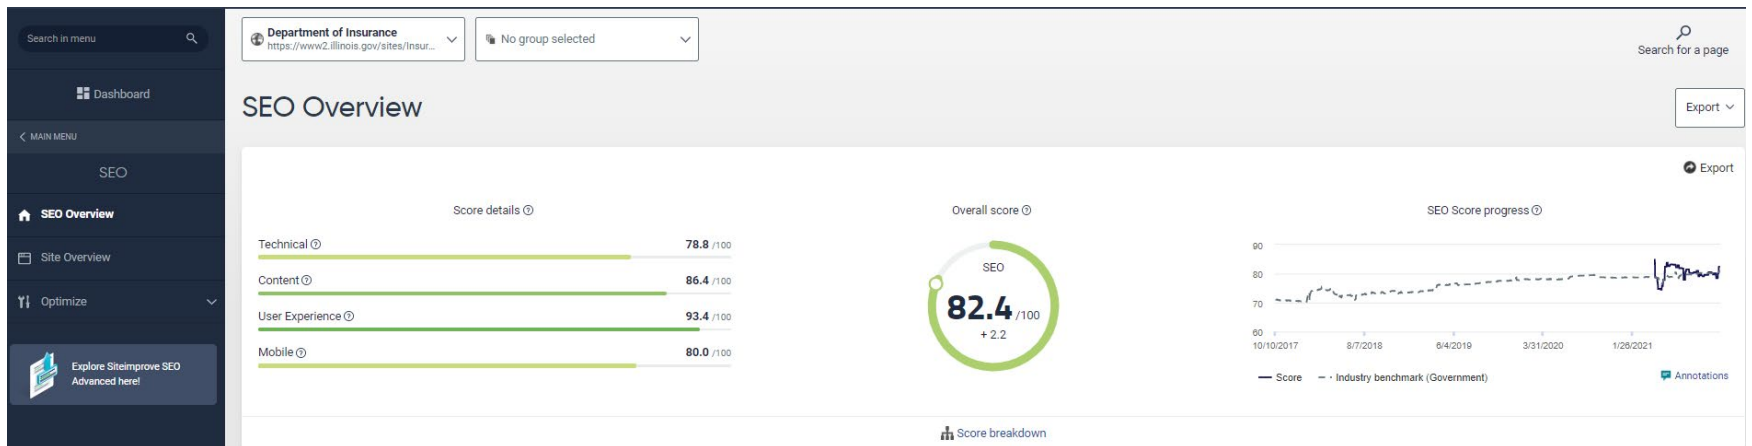 Search in menu
Department of Insurance
https://www2.illinois.gov/sites/Insur...
No group selected
Search for a page
Dashboard
SEO Overview
Export
MAIN MENU
SEO
Export
SEO Overview
Site Overview
Optimize
Explore Siteimprove SEO
Advanced here!
Score details
Technical
78.8 /100
Content
86.4 /100
User Experience
93.4 /100
Mobile
80.0 /100
Overall score
SEO
82.4 /100
+ 2.2
SEO Score progress
90
80
70
60
10/10/2017 8/7/2018 6/4/2019 3/31/2020 1/26/2021
Score Industry benchmark (Government)
Annotations
Score breakdown